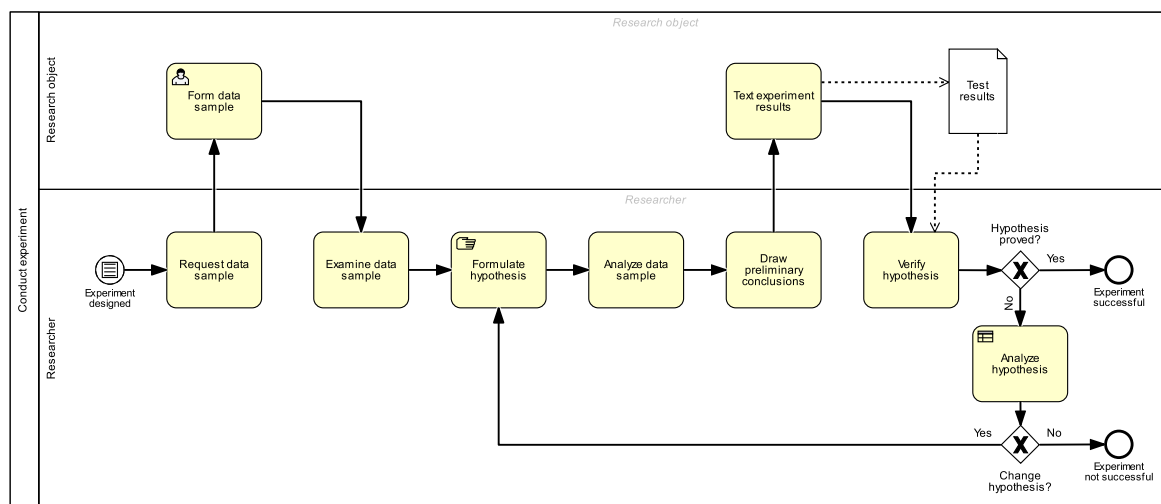 Research object
Research object
Form data
sample
Text experiment
results
Test
results
Conduct experiment
Researcher
Researcher
Experiment
designed
Request data
sample
Examine data
sample
Formulate
hypothesis
Analyze data
sample
Draw
preliminary
conclusions
Verify
hypothesis
Hypothesis
proved?
Yes
Experiment
successful
No
Analyze
hypothesis
Yes
No
Change
hypothesis?
Experiment
not successful